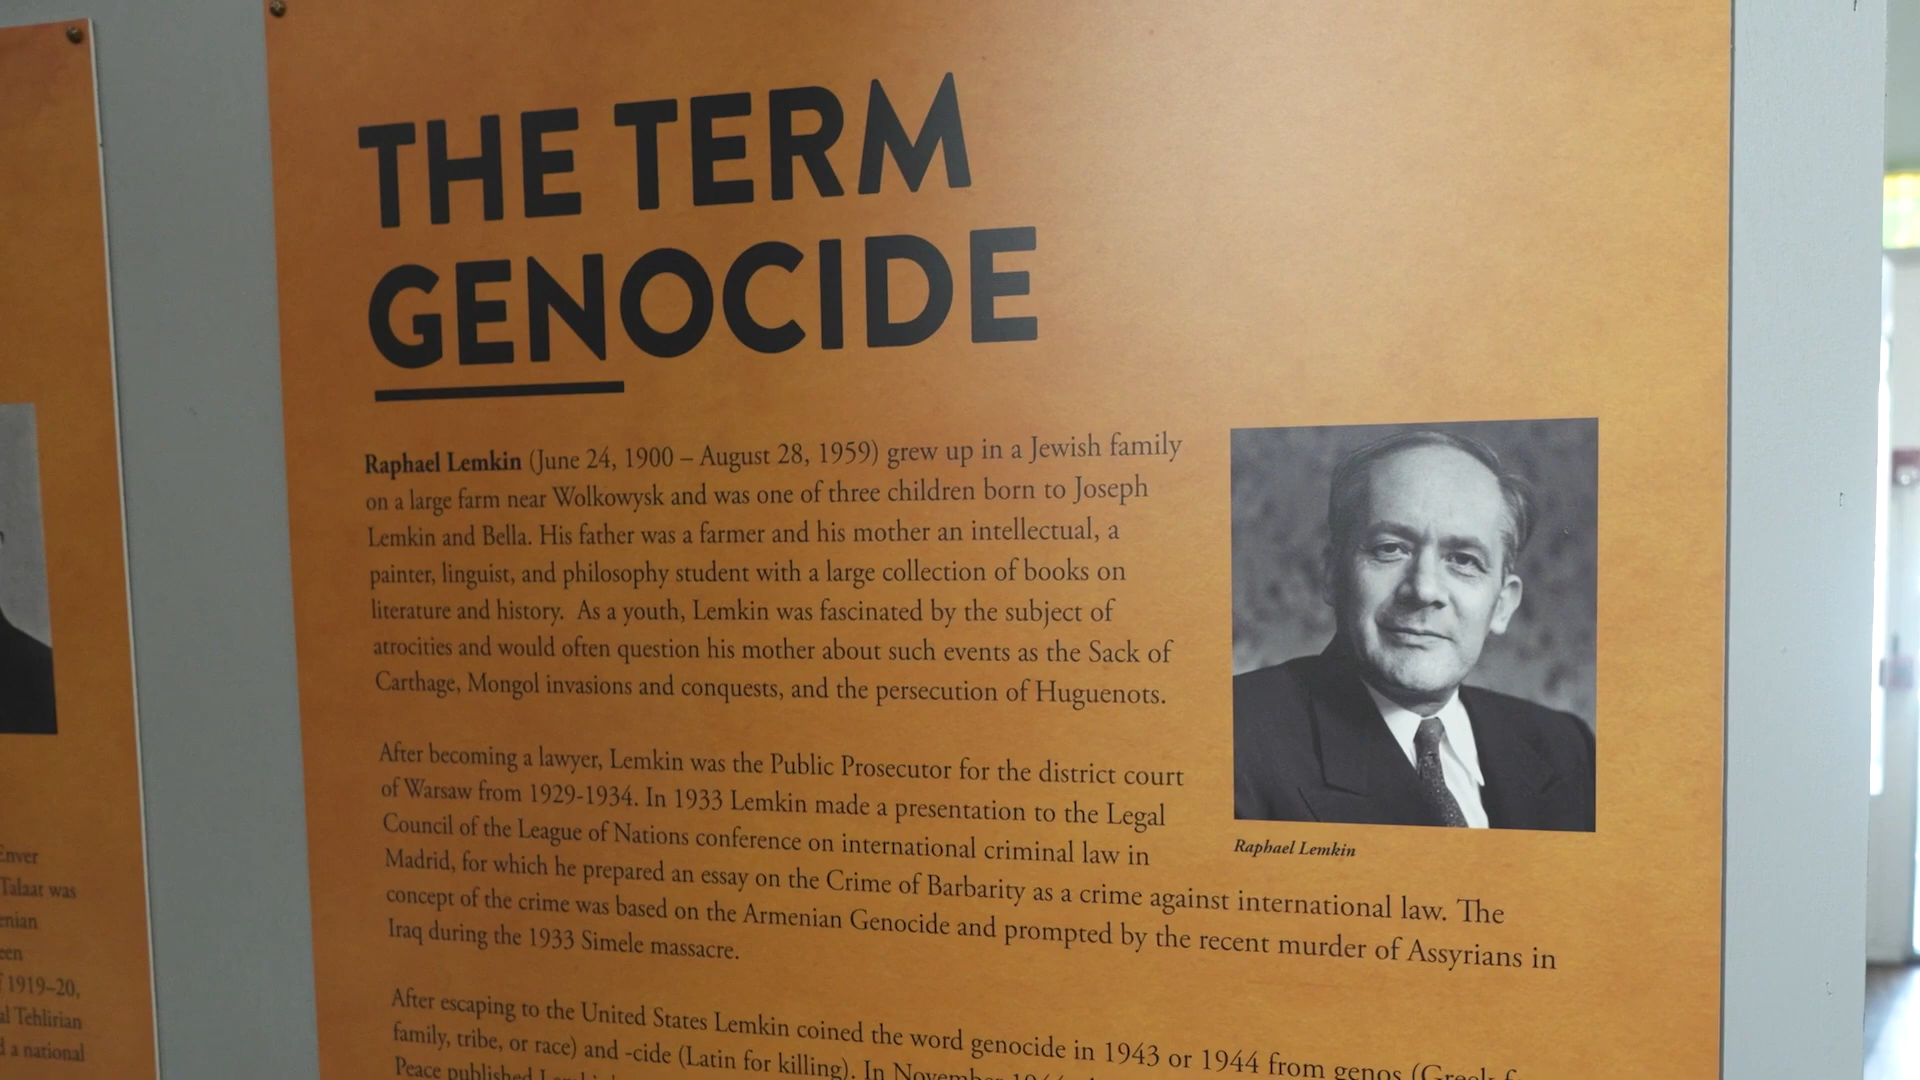 THE TERM
GENOCIDE
Raphael Lemkin (June 24, 1900 – August 28, 1959) grew up in a Jewish family
on a large farm near Wolkowysk and was one of three children born to Joseph
Lemkin and Bella. His father was a farmer and his mother an intellectual, a
painter, linguist, and philosophy student with a large collection of books on
literature and history. As a youth, Lemkin was fascinated by the subject of
atrocities and would often question his mother about such events as the Sack of
Carthage, Mongol invasions and conquests, and the persecution of Huguenots.
After becoming a lawyer, Lemkin was the Public Prosecutor for the district court
of Warsaw from 1929-1934. In 1933 Lemkin made a presentation to the Legal
Council of the League of Nations conference on international criminal law in
Madrid, for which he prepared an essay on the Crime of Barbarity as a crime against international law. The
concept of the crime was based on the Armenian Genocide and prompted by the recent murder of Assyrians in
Iraq during the 1933 Simele massacre.
After escaping to the United States Lemkin coined the word genocide in 1943 or 1944 from genos (Greek
family, tribe, or race) and -cide (Latin for killing). In November
Peace published
Raphael Lemkin
Enver
Talaat was
1919–20,
Tehlirian
a national